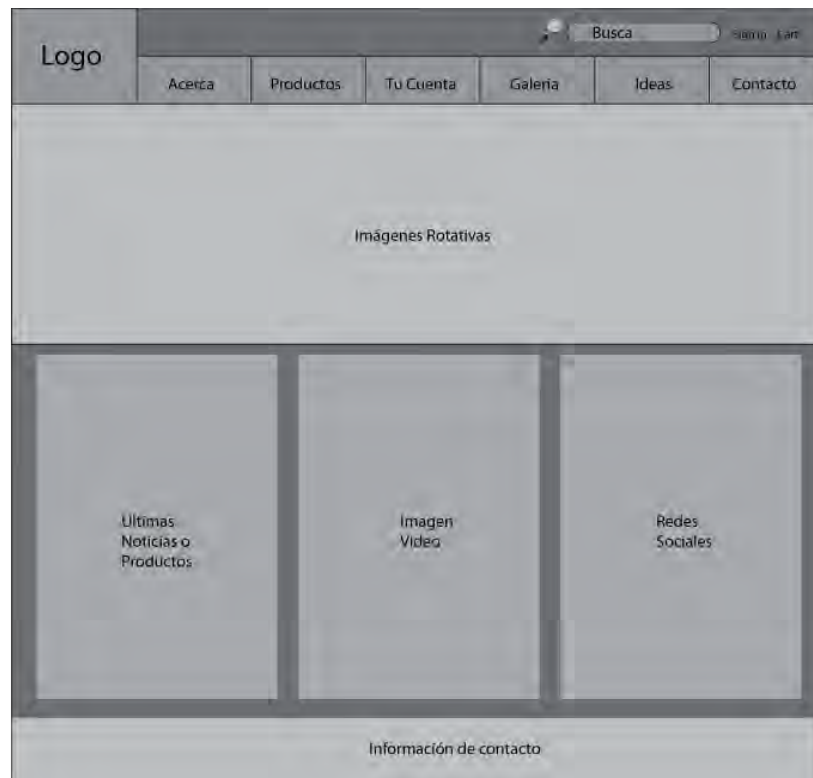 Logo
Busca
Cart
Acerca
Productos
Tu Cuenta
Galeria
Ideas
Contacto
Imágenes Rotativas
Ultimas
Noticias o
Productos
Imagen
Video
Redes
Sociales
Información de contacto